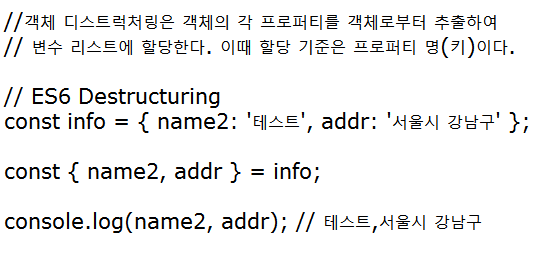 //객체 디스트럭처링은 객체의 각 프로퍼티를 객체로부터 추출하여
// 변수 리스트에 할당한다. 이때 할당 기준은 프로퍼티 명(키)이다.
// ES6 Destructuring
const info = { name2: '테스트', addr: '서울시 강남구' };
const { name2, addr } = info;
console.log(name2, addr); // 테스트,서울시 강남구